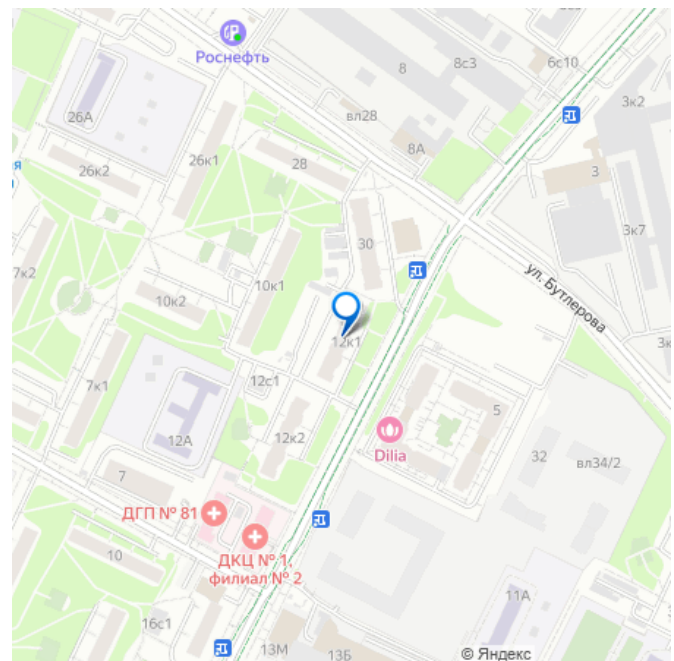 Роснефть
8
8с3
6с10
3к2
26А
вл28
8А
26к2
26к1
28
3
30
3к7
7к2
10к1
ул. Бутлерова
10к2
12к1
7к1
12с1
5
12А
12к2
Dilia
32
вл34/2
7
ДГП № 81
ДКЦ № 1,
филиал № 2
10
11А
16с1
13М
13Б
© Яндекс